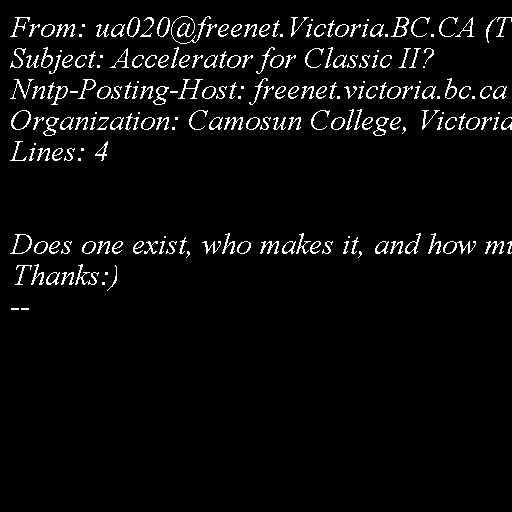 From: ua020@freenet.Victoria.BC.CA (T
Subject: Accelerator for Classic II?
Nntp-Posting-Host: freenet.victoria.bc.ca
Organization: Camosun College, Victoria
Lines: 4
Does one exist, who makes it, and how mu
Thanks:)
--